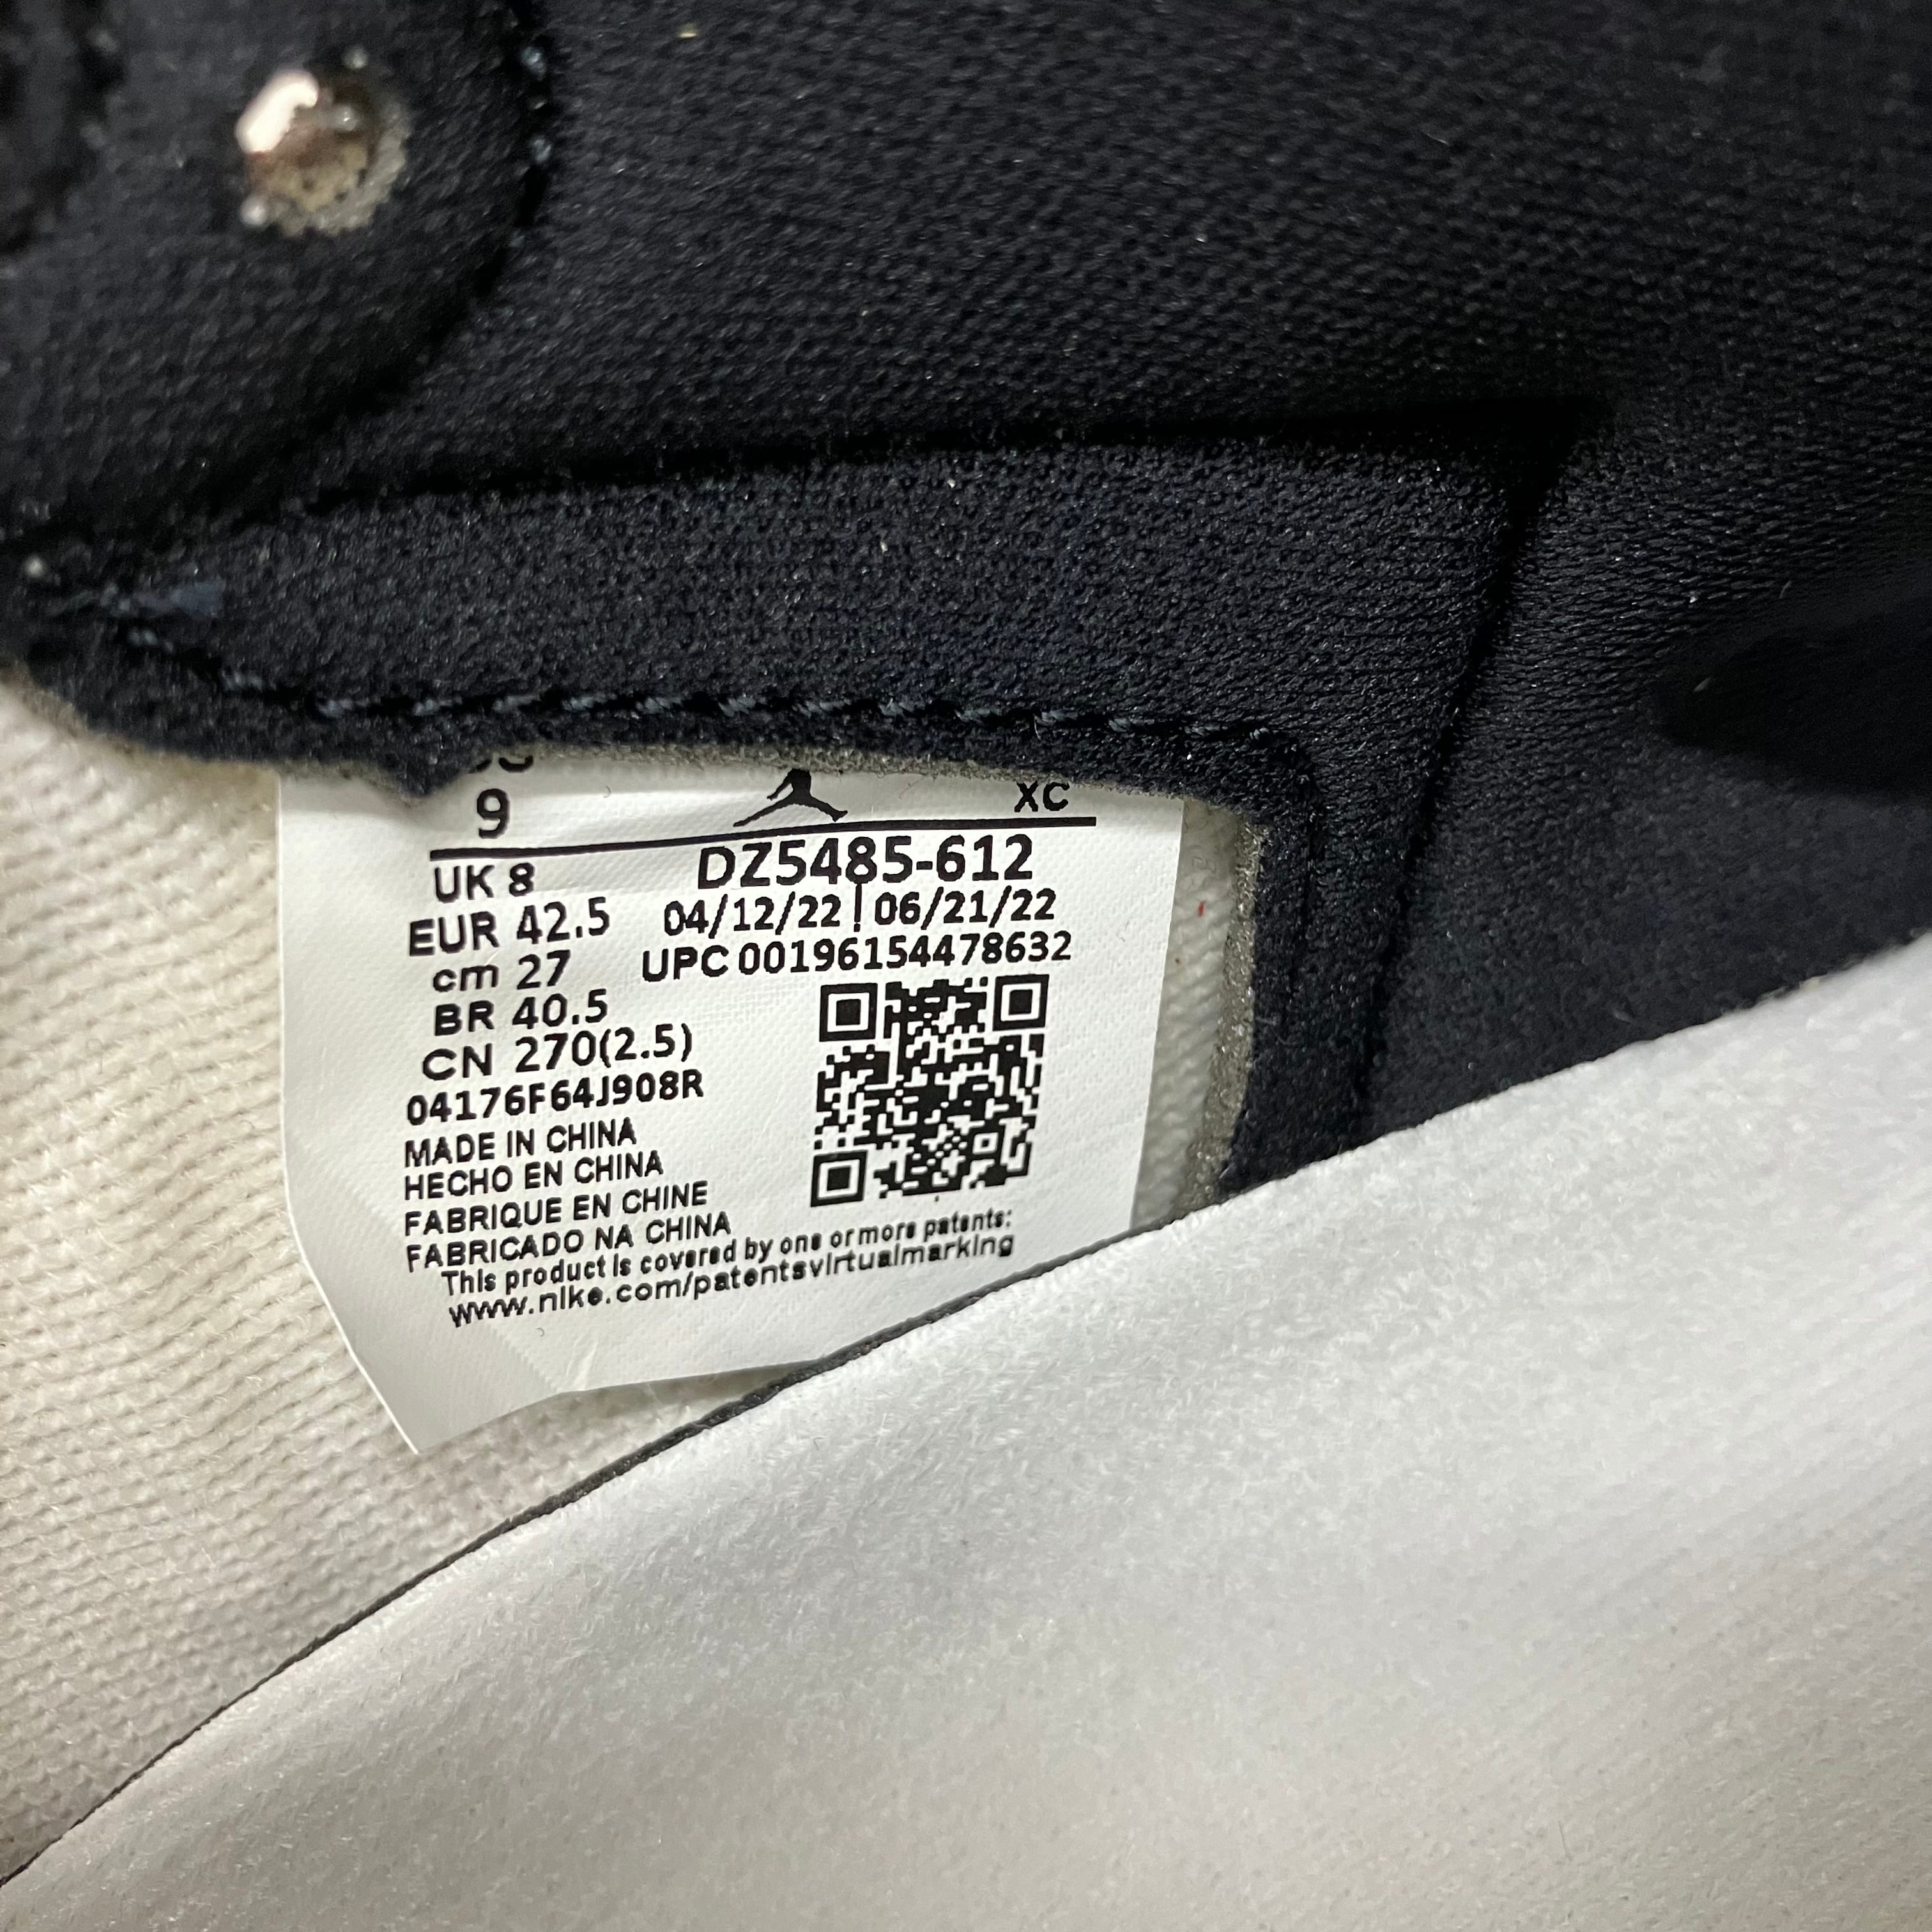 9 XC
UK 8 DZ5485-612
EUR 42.5 04/12/22 | 06/21/22
cm 27 UPC 00196154478632
BR 40.5
CN 270(2.5)
04176F64J908R
MADE IN CHINA
HECHO EN CHINA
FABRIQUE EN CHINE
FABRICADO NA CHINA
This product is covered by one or more patents:
www.nike.com/patentsvirtualmarking